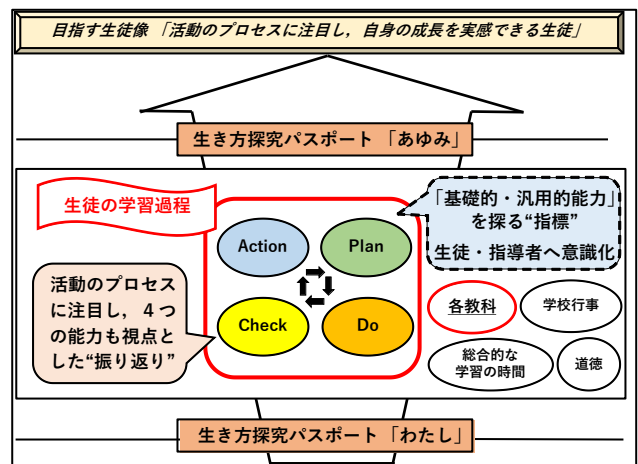 目指す生徒像 「活動のプロセスに注目し，自身の成長を実感できる生徒」
生き方探究パスポート 「あゆみ」
生徒の学習過程
「基礎的・汎用的能力」
を探る“指標”
生徒・指導者へ意識化
Action
Plan
活動のプロセス
に注目し，４つ
の能力も視点と
した“振り返り”
Check
Do
各教科
学校行事
総合的な
学習の時間
道徳
生き方探究パスポート 「わたし」